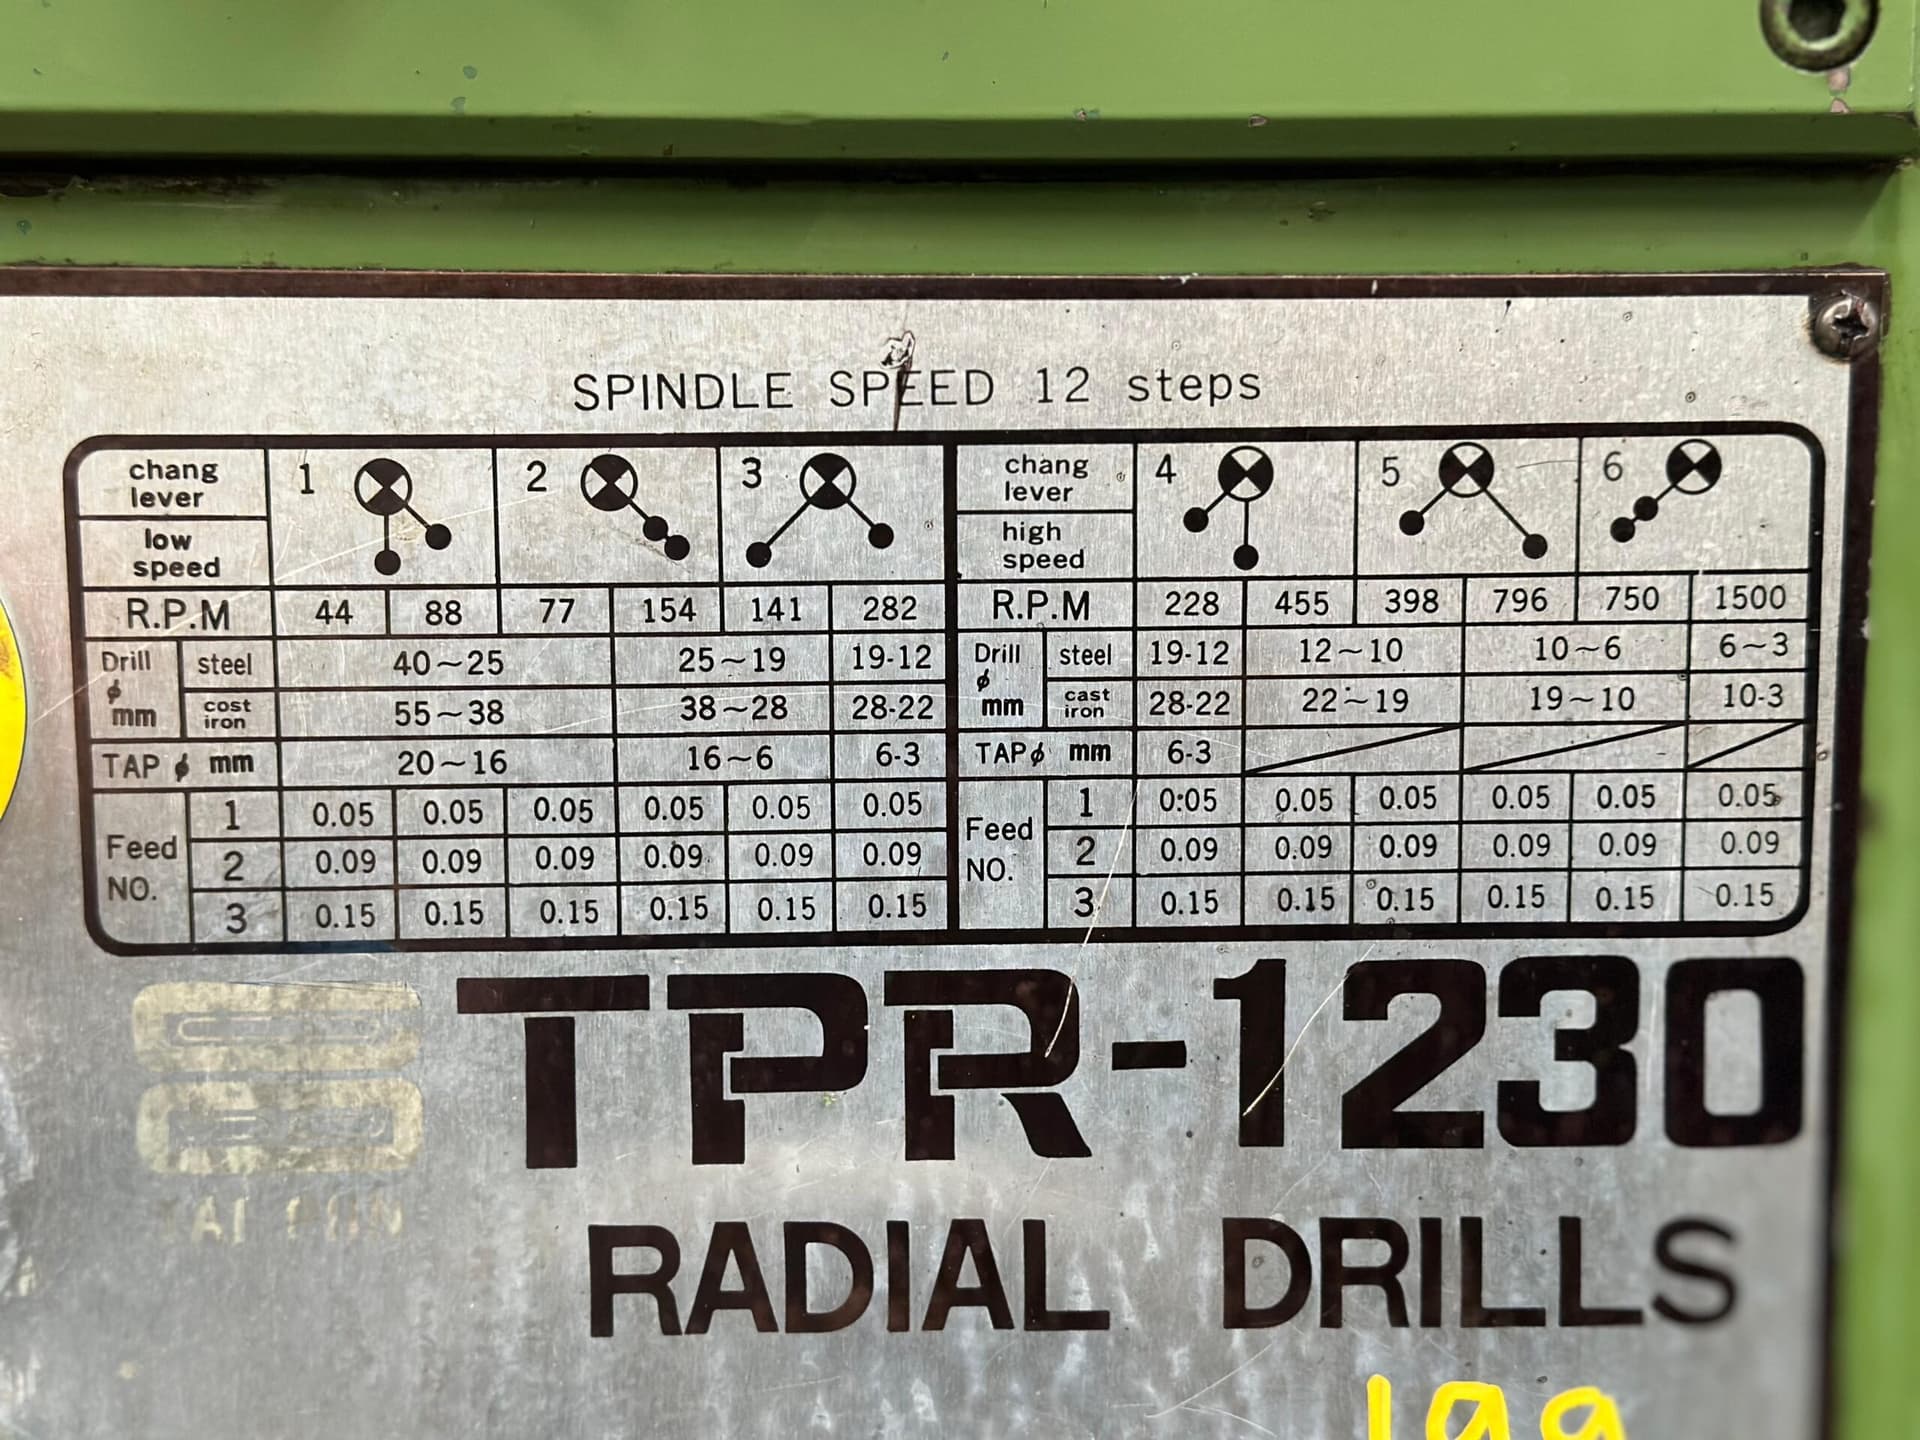 SPINDLE SPEED 12 steps
chang lever 1 2 3 chang lever 4 5 6
low speed high speed
R.P.M 44 88 77 154 141 282 R.P.M 228 455 398 796 750 1500
Drill ϕ mm steel 40~25 25~19 19-12 Drill ϕ mm steel 19-12 12~10 10~6 6~3
cost iron 55~38 38~28 28-22 cast iron 28-22 22~19 19~10 10-3
TAP ϕ mm 20~16 16~6 6-3 TAPϕ mm 6-3
Feed NO. 1 0.05 0.05 0.05 0.05 0.05 0.05 Feed NO. 1 0.05 0.05 0.05 0.05 0.05 0.05
2 0.09 0.09 0.09 0.09 0.09 0.09 2 0.09 0.09 0.09 0.09 0.09 0.09
3 0.15 0.15 0.15 0.15 0.15 0.15 3 0.15 0.15 0.15 0.15 0.15 0.15
TPR-1230
RADIAL DRILLS